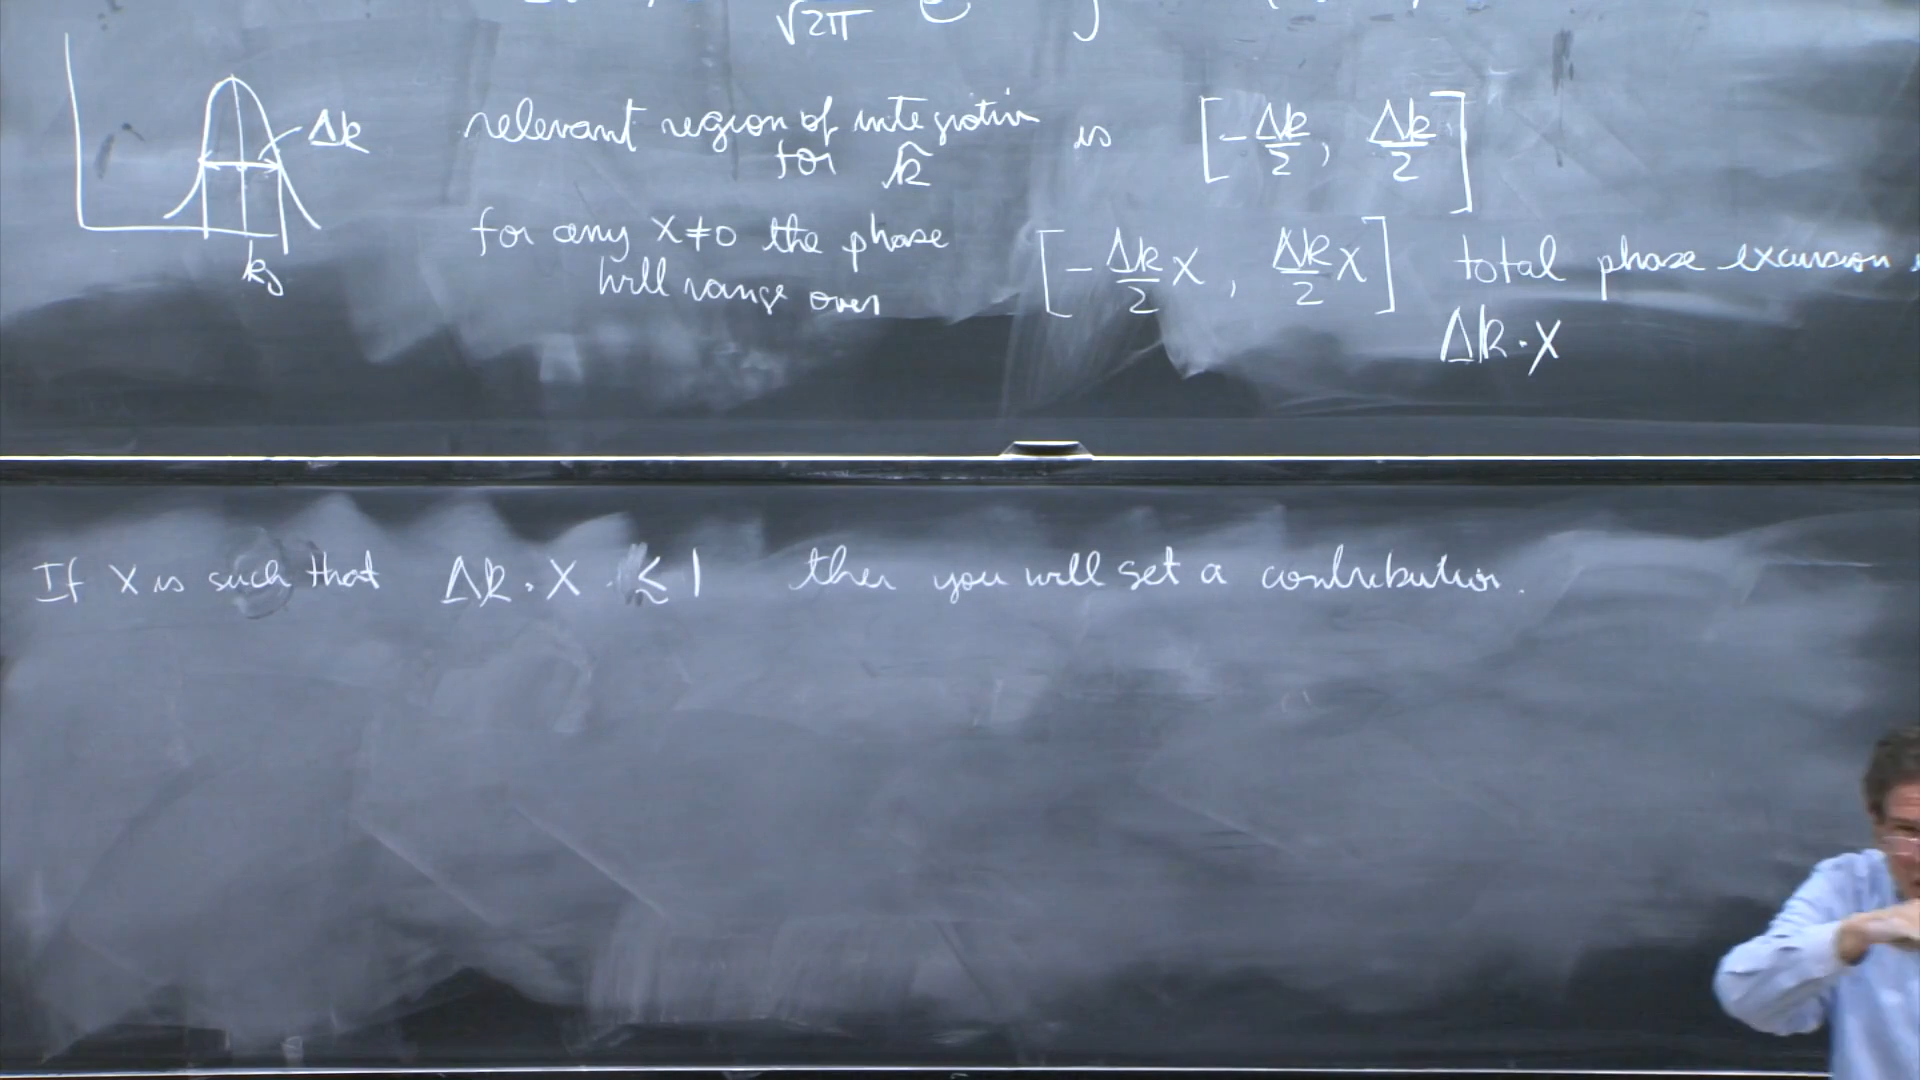 √2π e
Δk
k₀
relevant region of integration is [-Δk/2, Δk/2]
for k̃
for any x≠0 the phase [-Δk/2 x, Δk/2 x] total phase excursion
will range over
Δk·x
If x is such that Δk·x ≲ 1 then you will get a contribution.